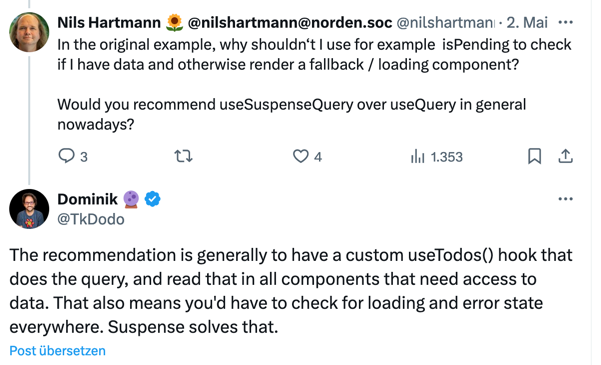 Nils Hartmann 🌻 @nilshartmann@norden.soc @nilshartman · 2. Mai ···
In the original example, why shouldn't I use for example isPending to check
if I have data and otherwise render a fallback / loading component?
Would you recommend useSuspenseQuery over useQuery in general
nowadays?
3 4 1.353
Dominik 🔮
@TkDodo
The recommendation is generally to have a custom useTodos() hook that
does the query, and read that in all components that need access to
data. That also means you'd have to check for loading and error state
everywhere. Suspense solves that.
Post übersetzen